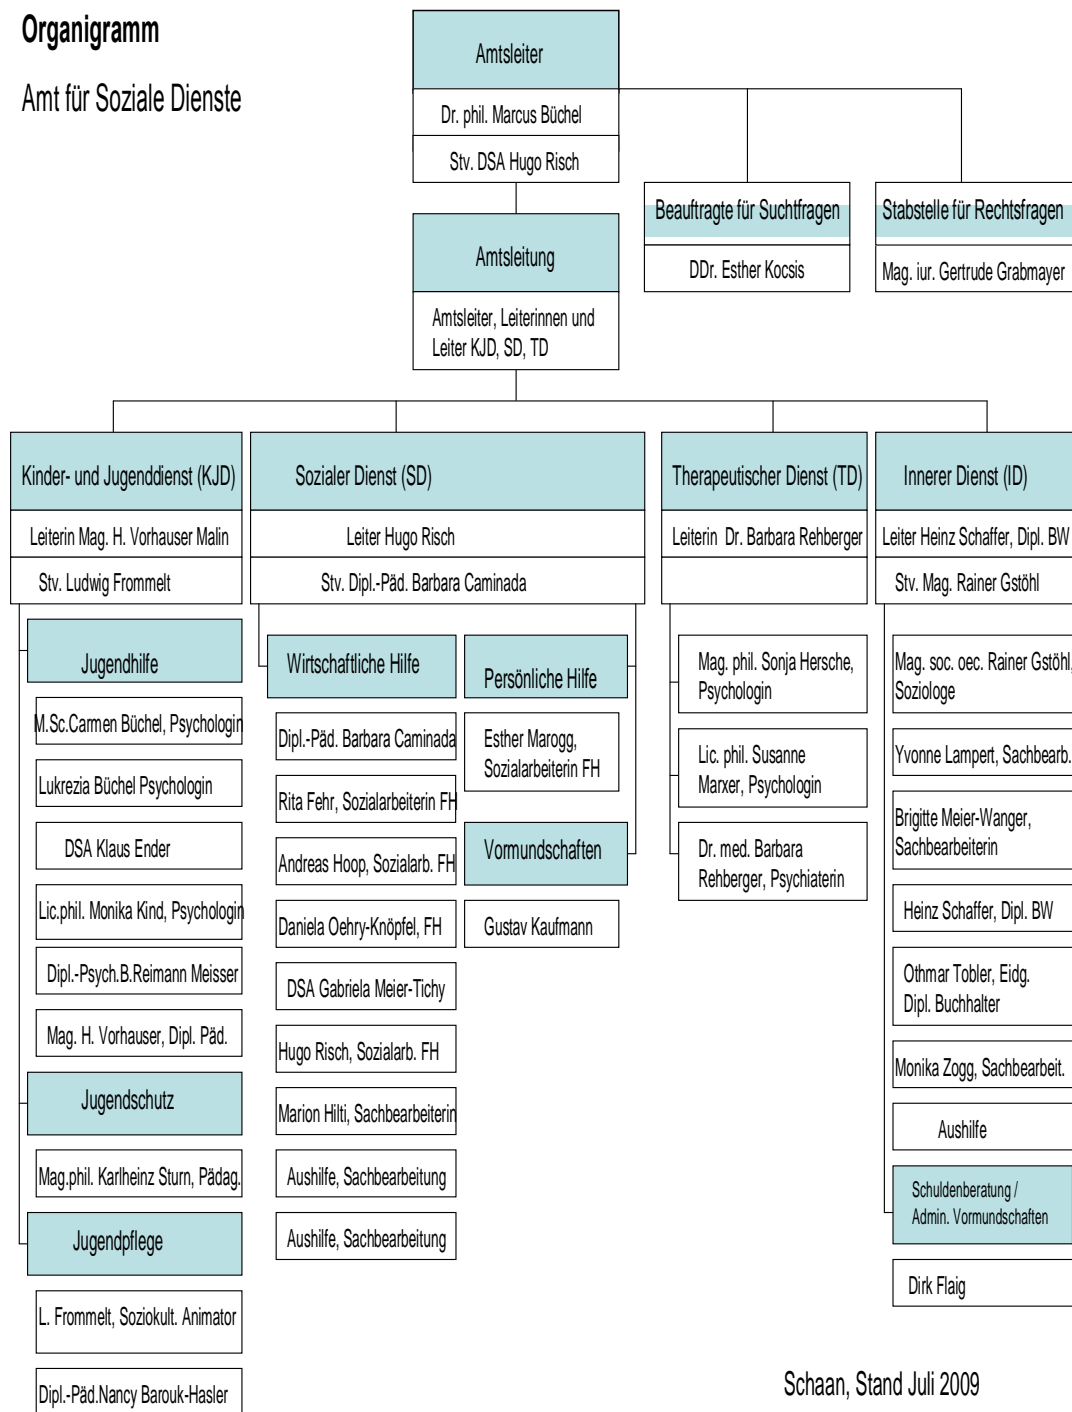 Organigramm
Amt für Soziale Dienste
Amtsleiter
Dr. phil. Marcus Büchel
Stv. DSA Hugo Risch
Beauftragte für Suchtfragen
DDr. Esther Kocsis
Stabstelle für Rechtsfragen
Mag. iur. Gertrude Grabmayer
Amtsleitung
Amtsleiter, Leiterinnen und
Leiter KJD, SD, TD
Kinder- und Jugenddienst (KJD)
Leiterin Mag. H. Vorhauser Malin
Stv. Ludwig Frommelt
Jugendhilfe
M.Sc.Carmen Büchel, Psychologin
Lukrezia Büchel Psychologin
DSA Klaus Ender
Lic.phil. Monika Kind, Psychologin
Dipl.-Psych.B.Reimann Meisser
Mag. H. Vorhauser, Dipl. Päd.
Jugendschutz
Mag.phil. Karlheinz Sturn, Pädag.
Jugendpflege
L. Frommelt, Soziokult. Animator
Dipl.-Päd.Nancy Barouk-Hasler
Sozialer Dienst (SD)
Leiter Hugo Risch
Stv. Dipl.-Päd. Barbara Caminada
Wirtschaftliche Hilfe
Dipl.-Päd. Barbara Caminada
Rita Fehr, Sozialarbeiterin FH
Andreas Hoop, Sozialarb. FH
Daniela Oehry-Knöpfel, FH
DSA Gabriela Meier-Tichy
Hugo Risch, Sozialarb. FH
Marion Hilti, Sachbearbeiterin
Aushilfe, Sachbearbeitung
Aushilfe, Sachbearbeitung
Persönliche Hilfe
Esther Marogg,
Sozialarbeiterin FH
Vormundschaften
Gustav Kaufmann
Therapeutischer Dienst (TD)
Leiterin Dr. Barbara Rehberger
Mag. phil. Sonja Hersche,
Psychologin
Lic. phil. Susanne
Marxer, Psychologin
Dr. med. Barbara
Rehberger, Psychiaterin
Innerer Dienst (ID)
Leiter Heinz Schaffer, Dipl. BW
Stv. Mag. Rainer Gstöhl
Mag. soc. oec. Rainer Gstöhl,
Soziologe
Yvonne Lampert, Sachbearb.
Brigitte Meier-Wanger,
Sachbearbeiterin
Heinz Schaffer, Dipl. BW
Othmar Tobler, Eidg.
Dipl. Buchhalter
Monika Zogg, Sachbearbeit.
Aushilfe
Schuldenberatung /
Admin. Vormundschaften
Dirk Flaig
Schaan, Stand Juli 2009